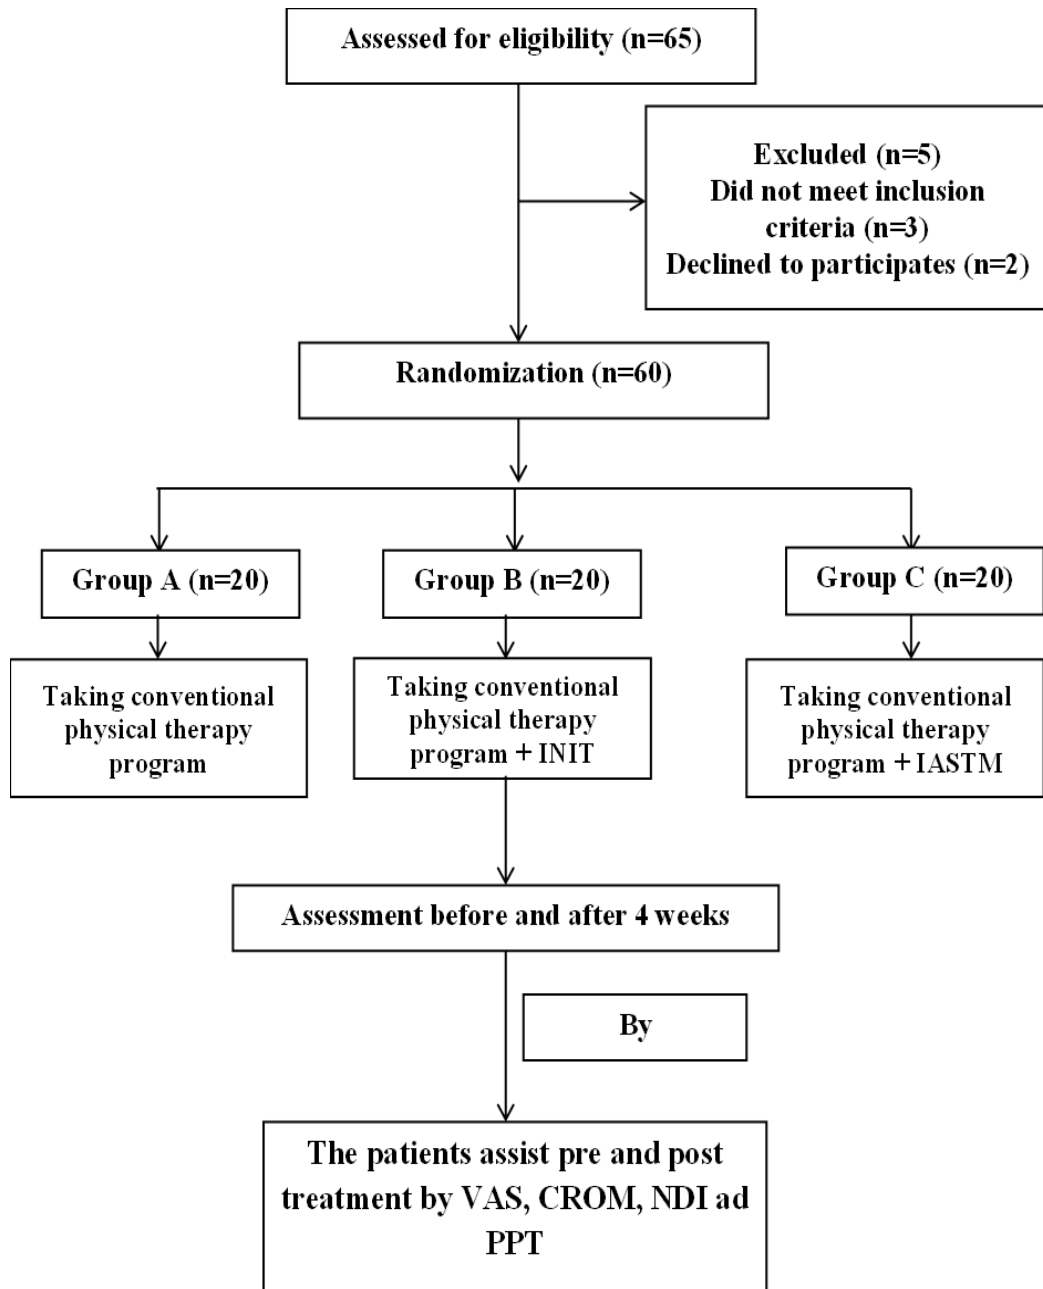 Assessed for eligibility (n=65)
Excluded (n=5)
Did not meet inclusion
criteria (n=3)
Declined to participates (n=2)
Randomization (n=60)
Group A (n=20)
Group B (n=20)
Group C (n=20)
Taking conventional
physical therapy
program
Taking conventional
physical therapy
program + INIT
Taking conventional
physical therapy
program + IASTM
Assessment before and after 4 weeks
By
The patients assist pre and post
treatment by VAS, CROM, NDI ad
PPT